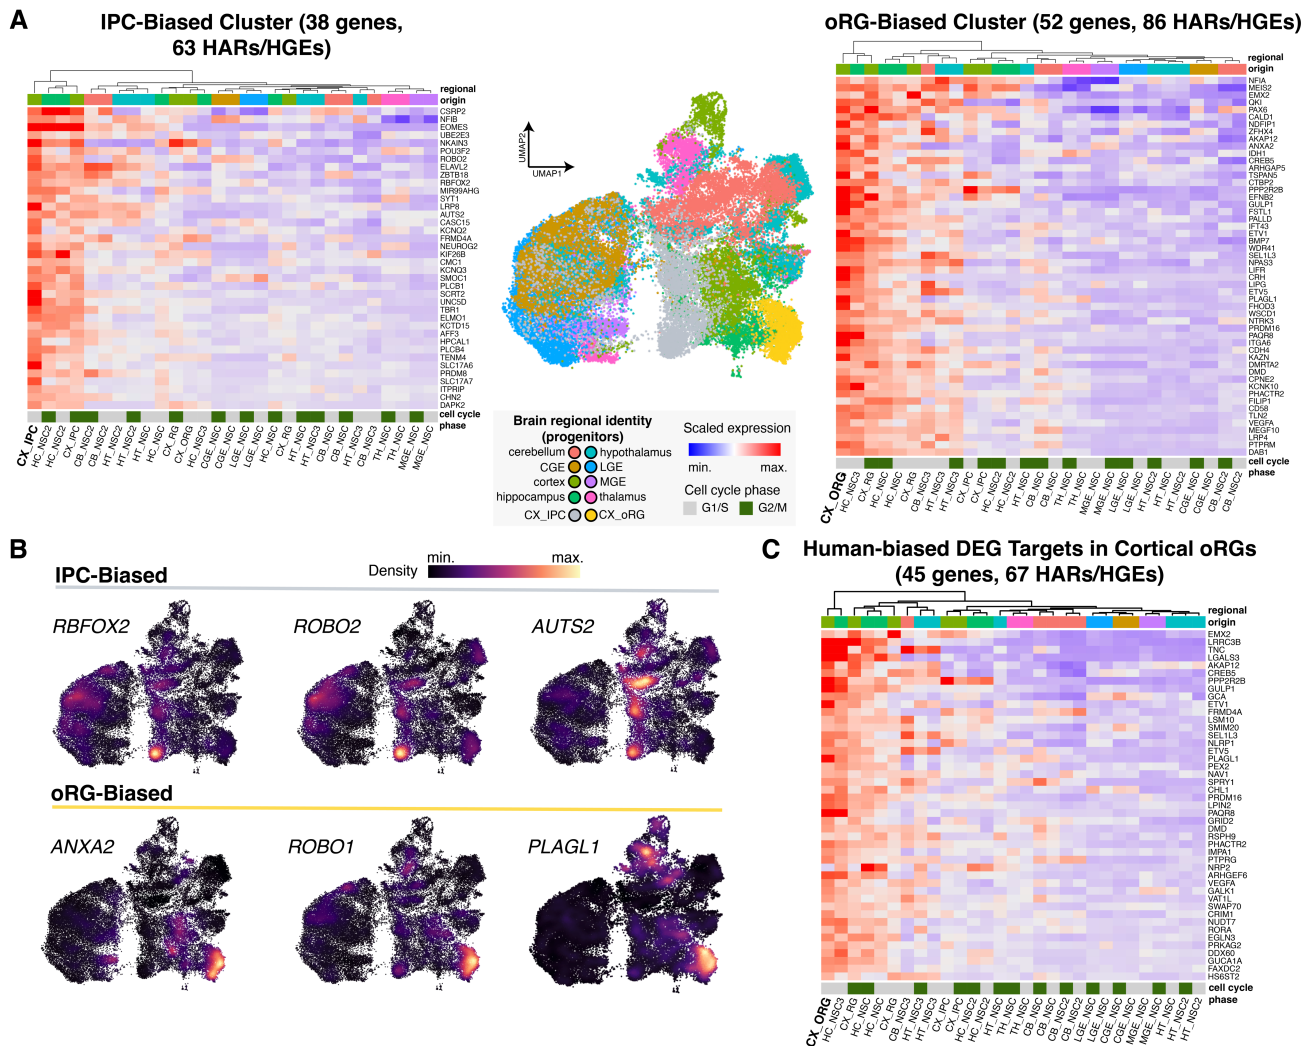 A
IPC-Biased Cluster (38 genes,
63 HARs/HGEs)
regional
origin
CSRP2
NFIB
EOMES
UBE2E3
NKAIN3
POU3F2
ROBO2
ELAVL2
ZBTB18
RBFOX2
MIR99AHG
SYT1
LRP8
AUTS2
CASC15
KCNQ2
FRMD4A
NEUROG2
KIF26B
CMC1
KCNQ3
SMOC1
PLCB1
SCRT2
UNC5D
TBR1
ELMO1
KCTD15
AFF3
HPCAL1
PLCB4
TENM4
SLC17A6
PRDM8
SLC17A7
ITPRIP
CHN2
DAPK2
cell cycle
phase
CX_IPC
HC_NSC2
HC_NSC2
CX_IPC
CB_NSC2
CB_NSC2
HT_NSC2
HT_NSC2
HT_NSC
HC_NSC
CX_RG
CX_ORG
HC_NSC3
CGE_NSC
CGE_NSC
LGE_NSC
LGE_NSC
HC_NSC
CX_RG
HT_NSC
HT_NSC3
CB_NSC
CB_NSC
HT_NSC3
CB_NSC3
TH_NSC
TH_NSC
MGE_NSC
MGE_NSC
UMAP2
UMAP1
Brain regional identity
(progenitors)
cerebellum
hypothalamus
CGE
LGE
cortex
MGE
hippocampus
thalamus
CX_IPC
CX_oRG
Scaled expression
min.
max.
Cell cycle phase
G1/S
G2/M
oRG-Biased Cluster (52 genes, 86 HARs/HGEs)
regional
origin
NFIA
MEIS2
EMX2
QKI
PAX6
CALD1
NDFIP1
ZFHX4
AKAP12
ANXA2
IDH1
CREB5
ARHGAP5
TSPAN5
CTBP2
PPP2R2B
EFNB2
GULP1
FSTL1
PALLD
IFT43
ETV1
BMP7
WDR41
SEL1L3
NPAS3
LIFR
CRH
LIPG
ETV5
PLAGL1
FHOD3
WSCD1
NTRK3
PRDM16
PAQR8
ITGA6
CDH4
KAZN
DMRTA2
DMD
CPNE2
KCNK10
PHACTR2
FILIP1
CD58
TLN2
VEGFA
MEGF10
LRP4
PTPRM
DAB1
cell cycle
phase
CX_ORG
HC_NSC3
CX_RG
HC_NSC
HC_NSC
CX_RG
CB_NSC3
HT_NSC3
HT_NSC3
CX_IPC
CX_IPC
HC_NSC2
HC_NSC2
HT_NSC
CB_NSC
CB_NSC
TH_NSC
TH_NSC
MGE_NSC
MGE_NSC
LGE_NSC
LGE_NSC
HT_NSC
HT_NSC2
HT_NSC2
CGE_NSC
CGE_NSC
CB_NSC2
CB_NSC2
B
IPC-Biased
Density
min.
max.
RBFOX2
ROBO2
AUTS2
oRG-Biased
ANXA2
ROBO1
PLAGL1
C
Human-biased DEG Targets in Cortical oRGs
(45 genes, 67 HARs/HGEs)
regional
origin
EMX2
LRRC3B
TNC
LGALS3
AKAP12
CREB5
PPP2R2B
GULP1
GCA
ETV1
FRMD4A
LSM10
SMIM20
SEL1L3
NLRP1
ETV5
PLAGL1
PEX2
NAV1
SPRY1
CHL1
PRDM16
LPIN2
PAQR8
GRID2
DMD
RSPH9
PHACTR2
IMPA1
PTPRG
NRP2
ARHGEF6
VEGFA
GALK1
VAT1L
SWAP70
CRIM1
NUDT7
RORA
EGLN3
PRKAG2
DDX60
GUCA1A
FAXDC2
HS6ST2
cell cycle
phase
CX_ORG
HC_NSC3
CX_RG
HC_NSC
HC_NSC
CX_RG
CB_NSC3
HT_NSC3
HT_NSC3
CX_IPC
CX_IPC
HC_NSC2
HC_NSC2
HT_NSC
TH_NSC
TH_NSC
CB_NSC
CB_NSC
CB_NSC2
CB_NSC2
LGE_NSC
LGE_NSC
CGE_NSC
CGE_NSC
MGE_NSC
MGE_NSC
HT_NSC
HT_NSC2
HT_NSC2